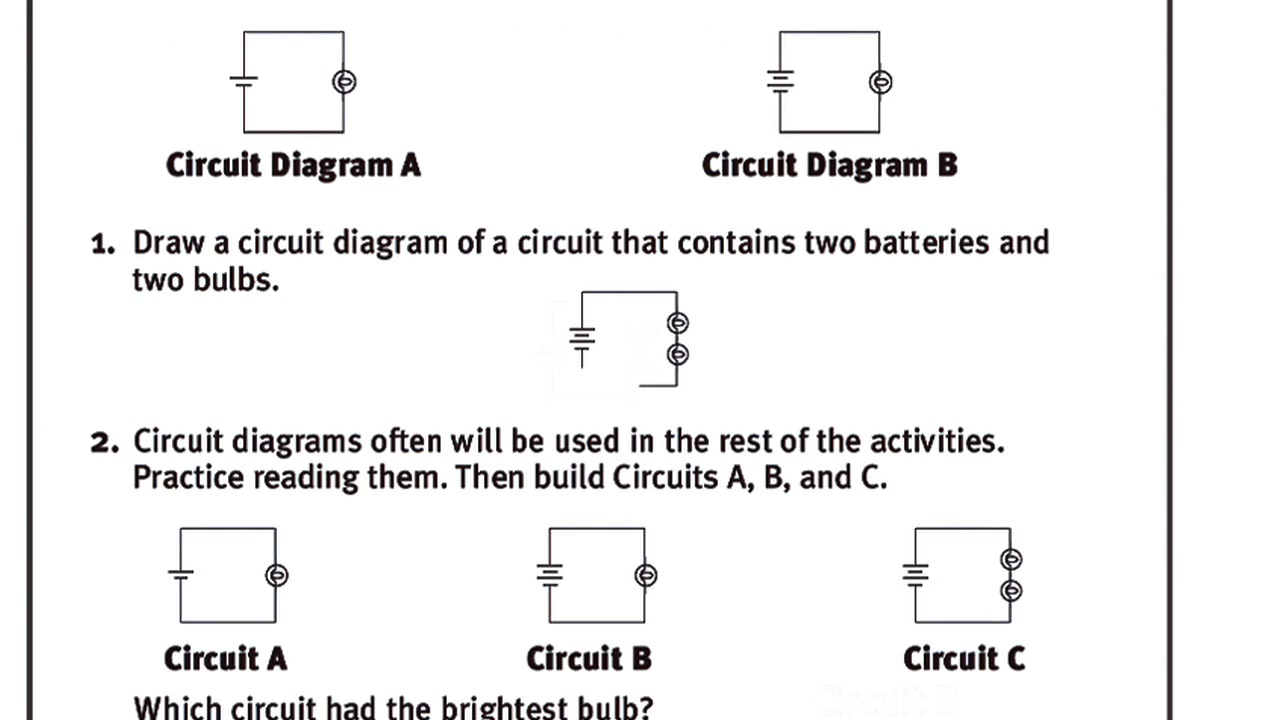 Circuit Diagram A
Circuit Diagram B
1. Draw a circuit diagram of a circuit that contains two batteries and
two bulbs.
2. Circuit diagrams often will be used in the rest of the activities.
Practice reading them. Then build Circuits A, B, and C.
Circuit A
Circuit B
Circuit C
Which circuit had the brightest bulb?
Circuit B